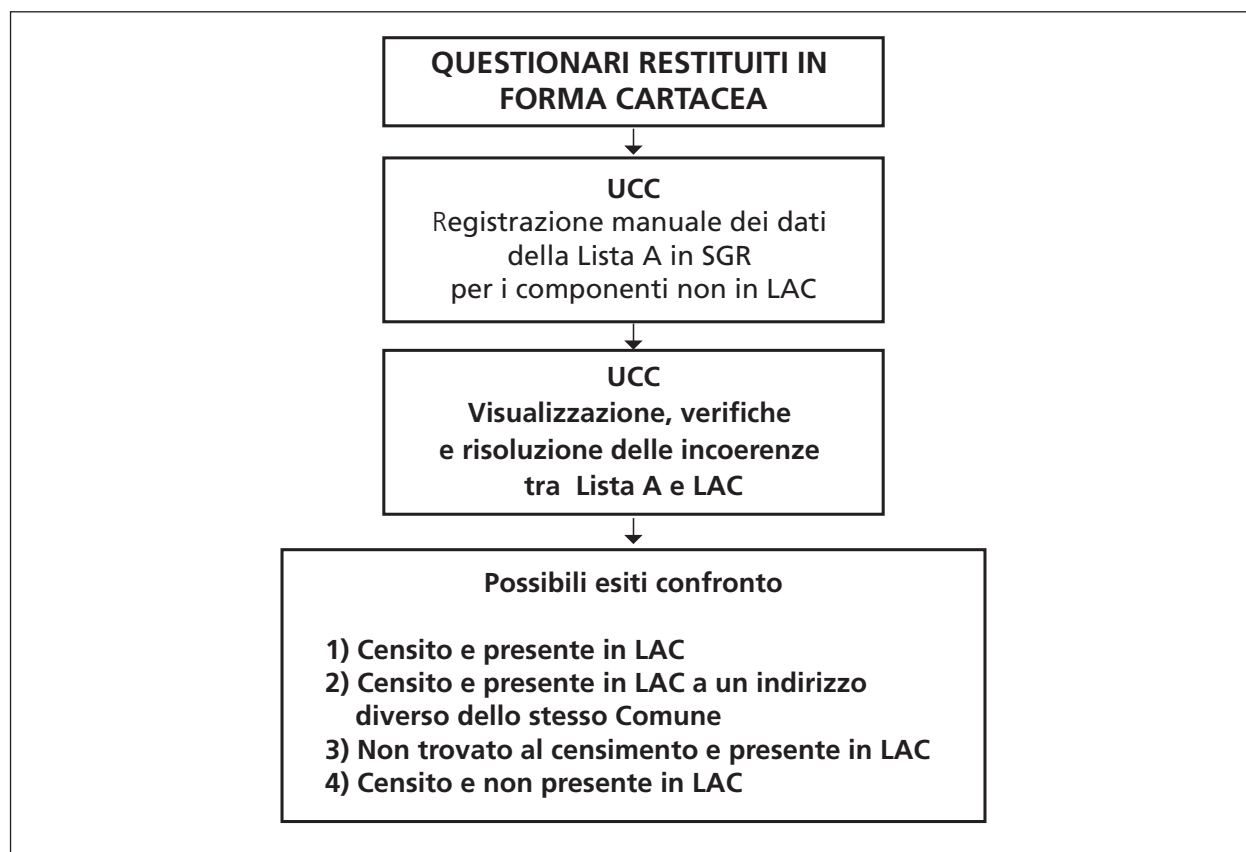 QUESTIONARI RESTITUITI IN
FORMA CARTACEA
UCC
Registrazione manuale dei dati
della Lista A in SGR
per i componenti non in LAC
UCC
Visualizzazione, verifiche
e risoluzione delle incoerenze
tra Lista A e LAC
Possibili esiti confronto
1) Censito e presente in LAC
2) Censito e presente in LAC a un indirizzo
diverso dello stesso Comune
3) Non trovato al censimento e presente in LAC
4) Censito e non presente in LAC